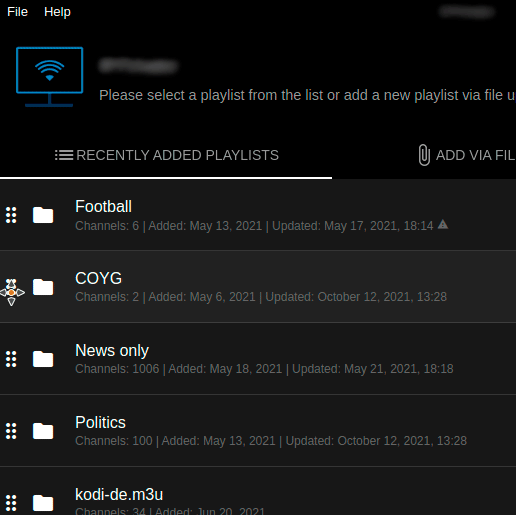 File Help
Please select a playlist from the list or add a new playlist via file u
RECENTLY ADDED PLAYLISTS ADD VIA FIL
Football
Channels: 6 | Added: May 13, 2021 | Updated: May 17, 2021, 18:14
COYG
Channels: 2 | Added: May 6, 2021 | Updated: October 12, 2021, 13:28
News only
Channels: 1006 | Added: May 18, 2021 | Updated: May 21, 2021, 18:18
Politics
Channels: 100 | Added: May 13, 2021 | Updated: October 12, 2021, 13:28
kodi-de.m3u
Channels: 34 | Added: Jun 20, 2021